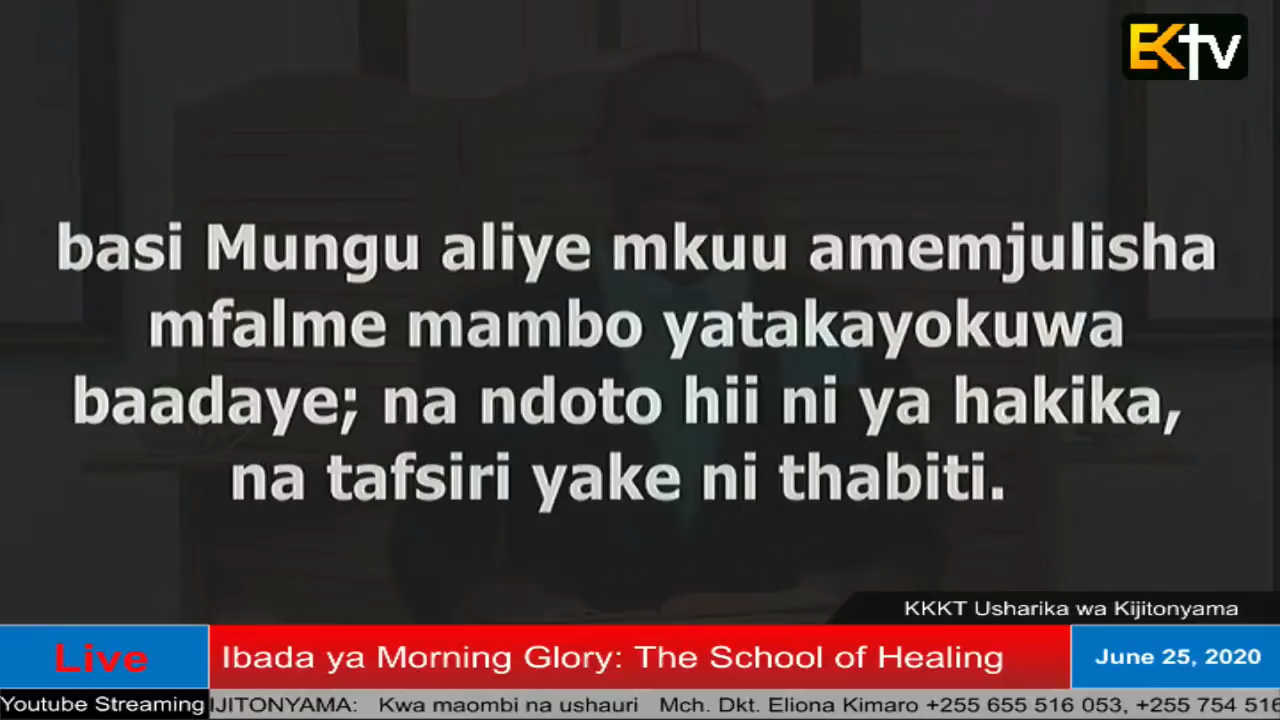 EKTV
basi Mungu aliye mkuu amemjulisha
mfalme mambo yatakayokuwa
baadaye; na ndoto hii ni ya hakika,
na tafsiri yake ni thabiti.
KKKT Usharika wa Kijitonyama
Live
Ibada ya Morning Glory: The School of Healing
June 25, 2020
Youtube Streaming
IJITONYAMA: Kwa maombi na ushauri Mch. Dkt. Eliona Kimaro +255 655 516 053, +255 754 516